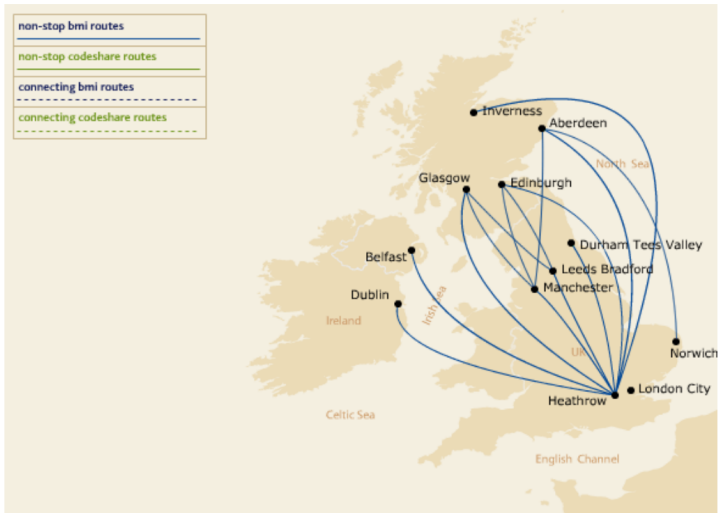 non-stop bmi routes
non-stop codeshare routes
connecting bmi routes
connecting codeshare routes
Inverness
Aberdeen
North Sea
Glasgow
Edinburgh
Durham Tees Valley
Belfast
Leeds Bradford
Manchester
Dublin
Irish Sea
Ireland
UK
Norwich
London City
Heathrow
Celtic Sea
English Channel